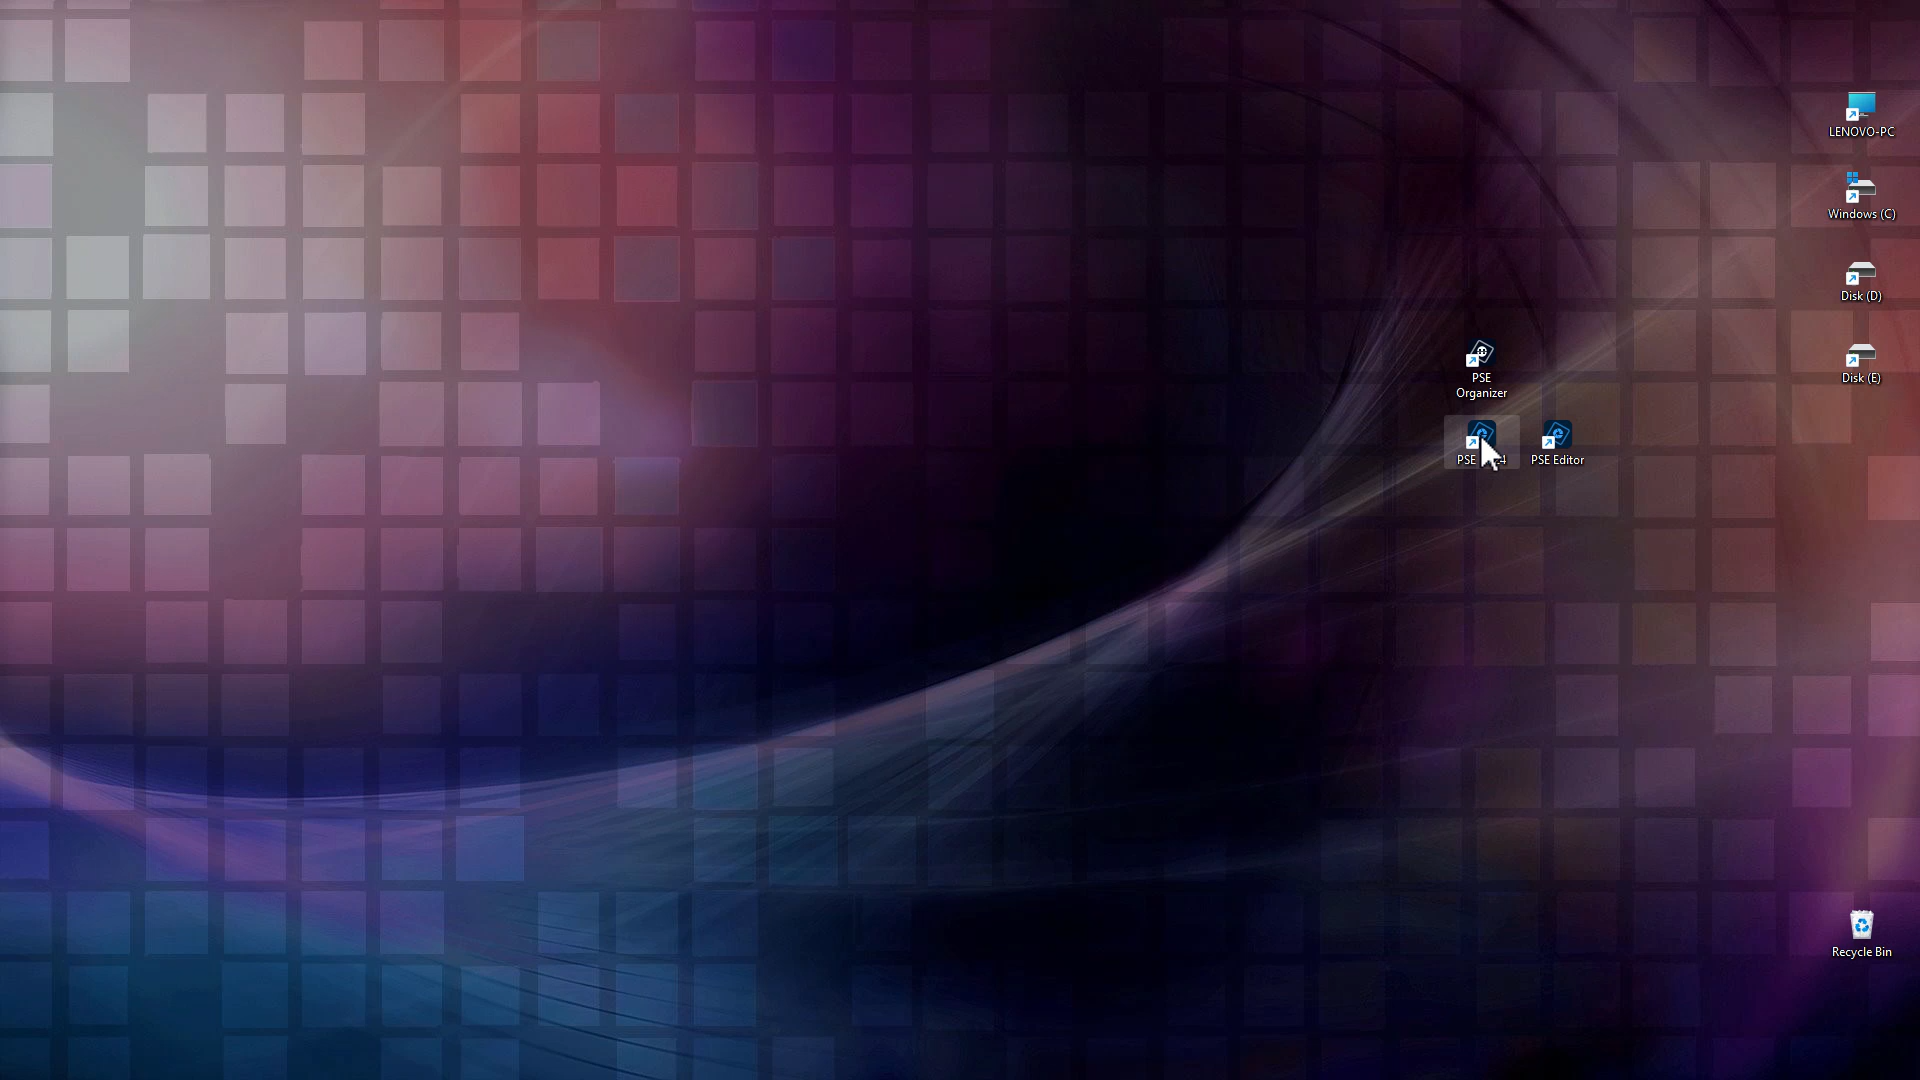 LENOVO-PC
Windows (C)
Disk (D)
Disk (E)
PSE
Organizer
PSE
PSE Editor
Recycle Bin